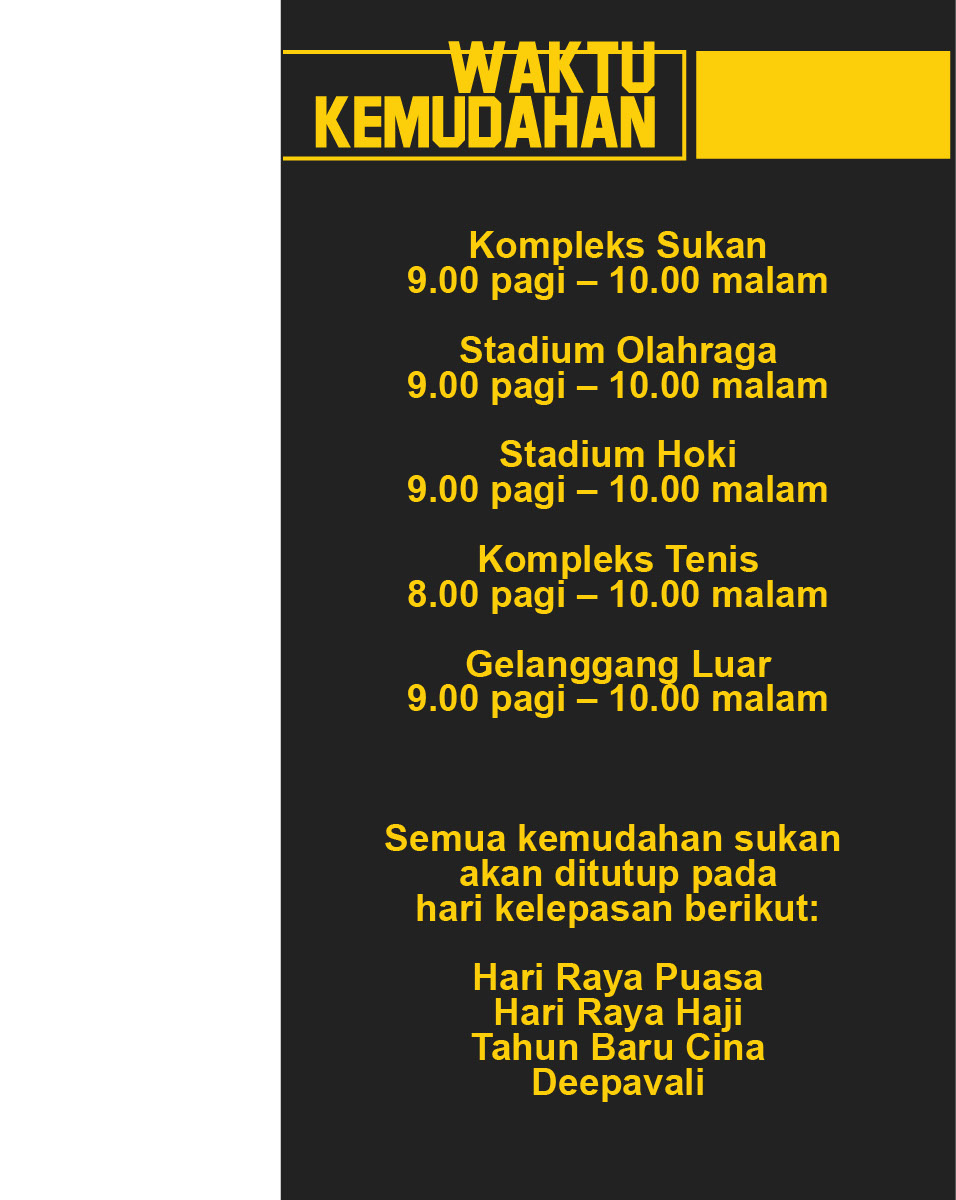 WAKTU
KEMUDAHAN
Kompleks Sukan
9.00 pagi – 10.00 malam
Stadium Olahraga
9.00 pagi – 10.00 malam
Stadium Hoki
9.00 pagi – 10.00 malam
Kompleks Tenis
8.00 pagi – 10.00 malam
Gelanggang Luar
9.00 pagi – 10.00 malam
Semua kemudahan sukan
akan ditutup pada
hari kelepasan berikut:
Hari Raya Puasa
Hari Raya Haji
Tahun Baru Cina
Deepavali